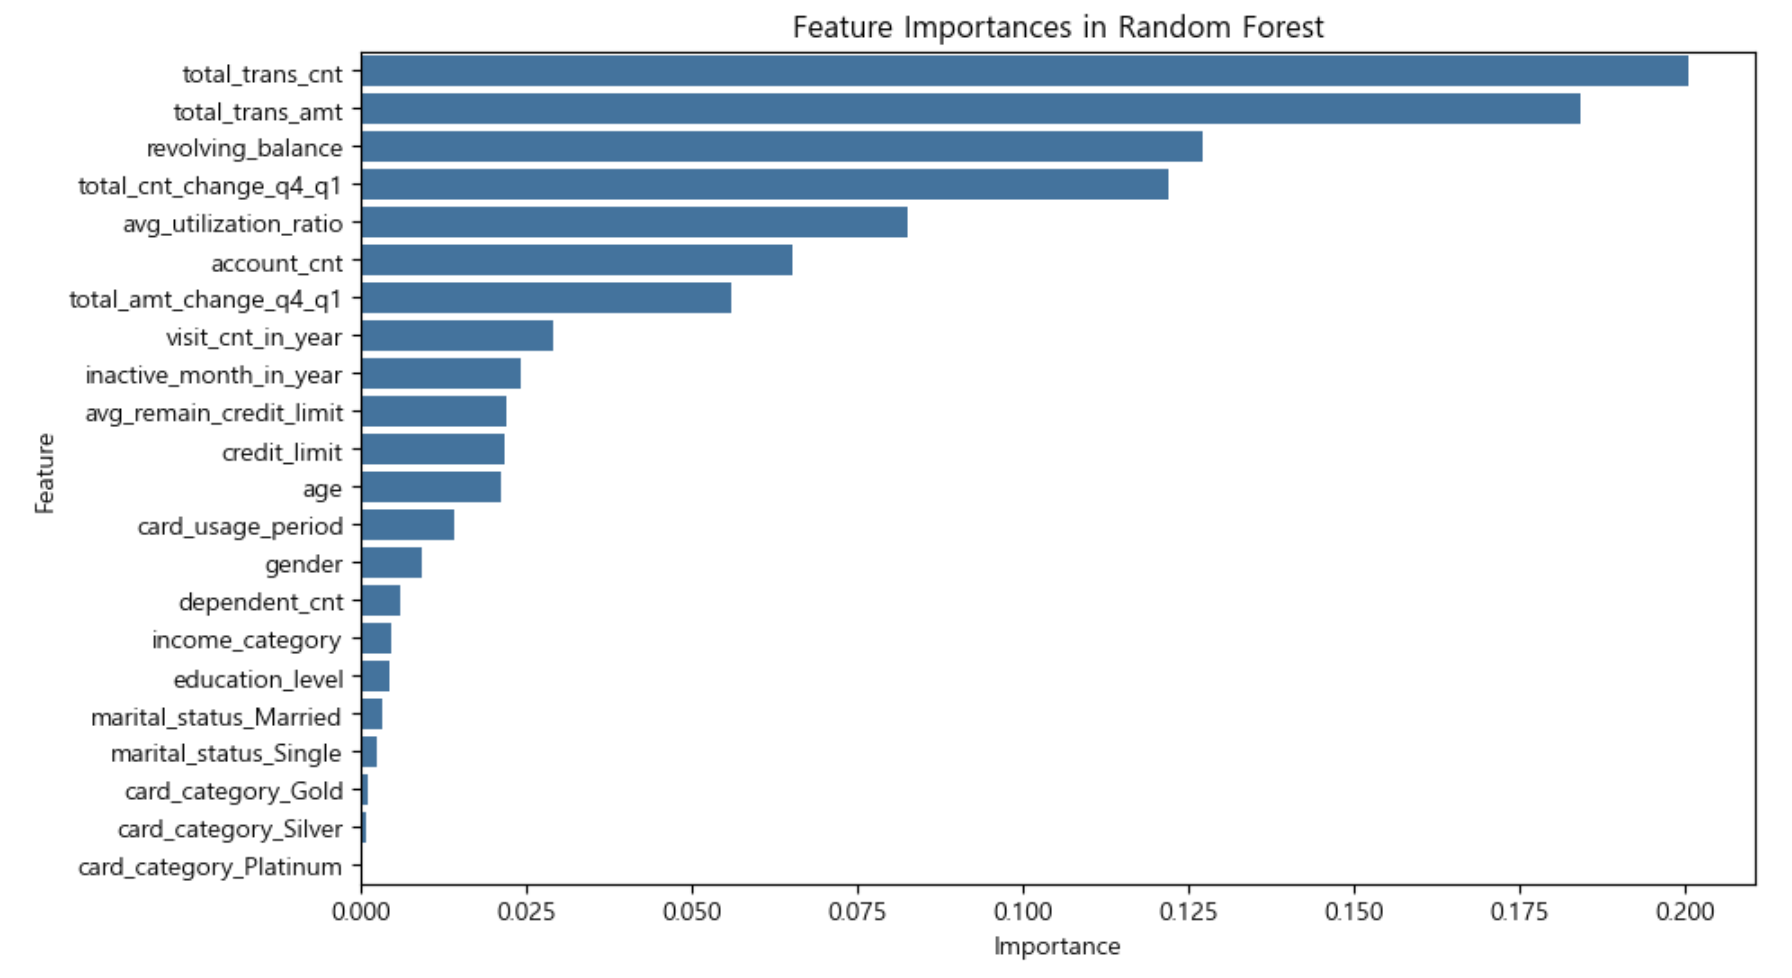 Feature Importances in Random Forest
total_trans_cnt
total_trans_amt
revolving_balance
total_cnt_change_q4_q1
avg_utilization_ratio
account_cnt
total_amt_change_q4_q1
visit_cnt_in_year
inactive_month_in_year
avg_remain_credit_limit
credit_limit
age
card_usage_period
gender
dependent_cnt
income_category
education_level
marital_status_Married
marital_status_Single
card_category_Gold
card_category_Silver
card_category_Platinum
Feature
0.000 0.025 0.050 0.075 0.100 0.125 0.150 0.175 0.200
Importance